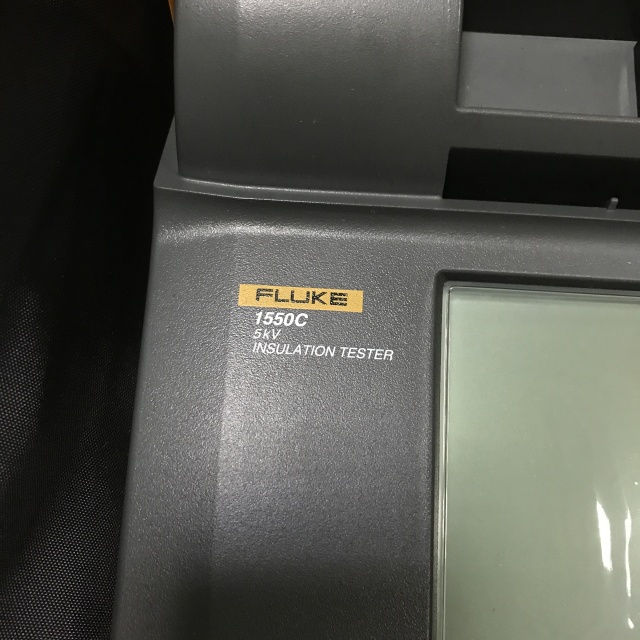 FLUKE
1550C
5kV
INSULATION TESTER